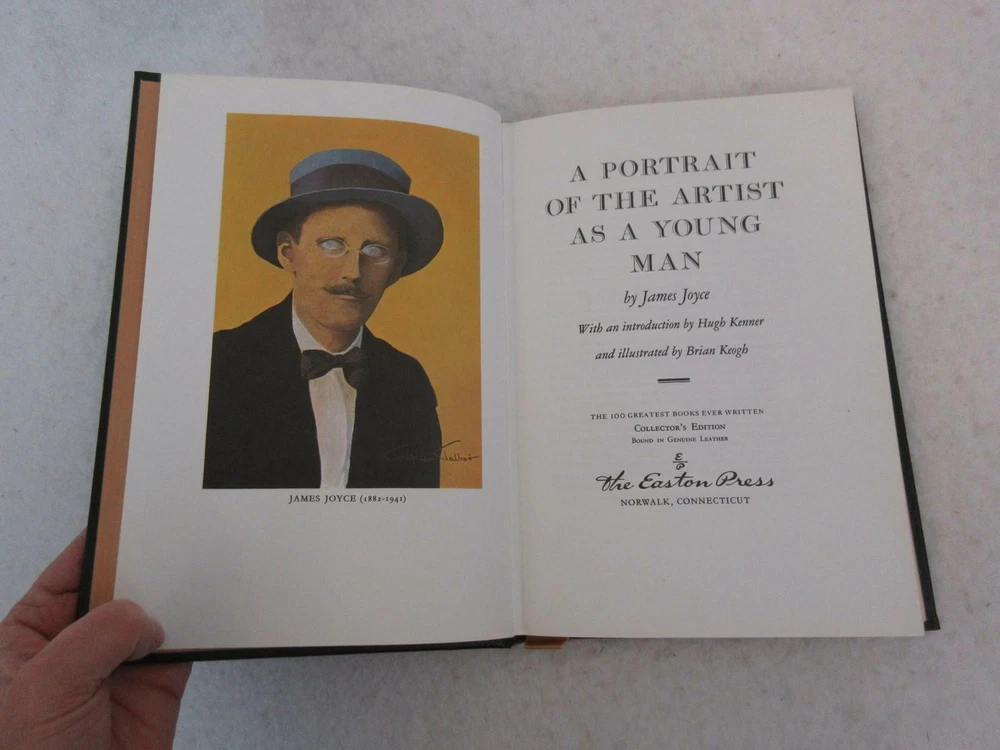 JAMES JOYCE (1882-1941)
A PORTRAIT
OF THE ARTIST
AS A YOUNG
MAN
by James Joyce
With an introduction by Hugh Kenner
and illustrated by Brian Keogh
THE 100 GREATEST BOOKS EVER WRITTEN
COLLECTOR'S EDITION
BOUND IN GENUINE LEATHER
E
P
the Easton Press
NORWALK, CONNECTICUT